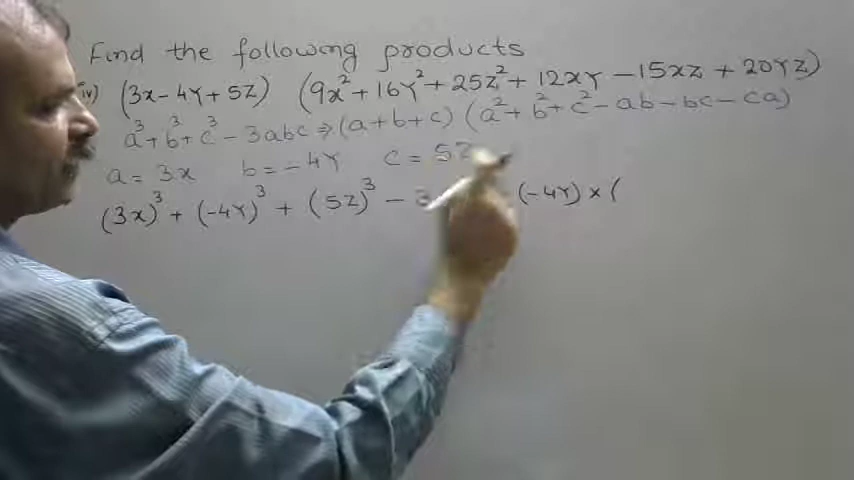 Find the following products
iv) (3x-4Y+5Z) (9x²+16Y²+25Z²+12XY-15XZ+20YZ)
a³+b³+c³-3abc⇒(a+b+c) (a²+b²+c²-ab-bc-ca)
a=3x b=-4Y c=5Z
(3x)³+(-4Y)³+(5Z)³-3 (-4Y)×(